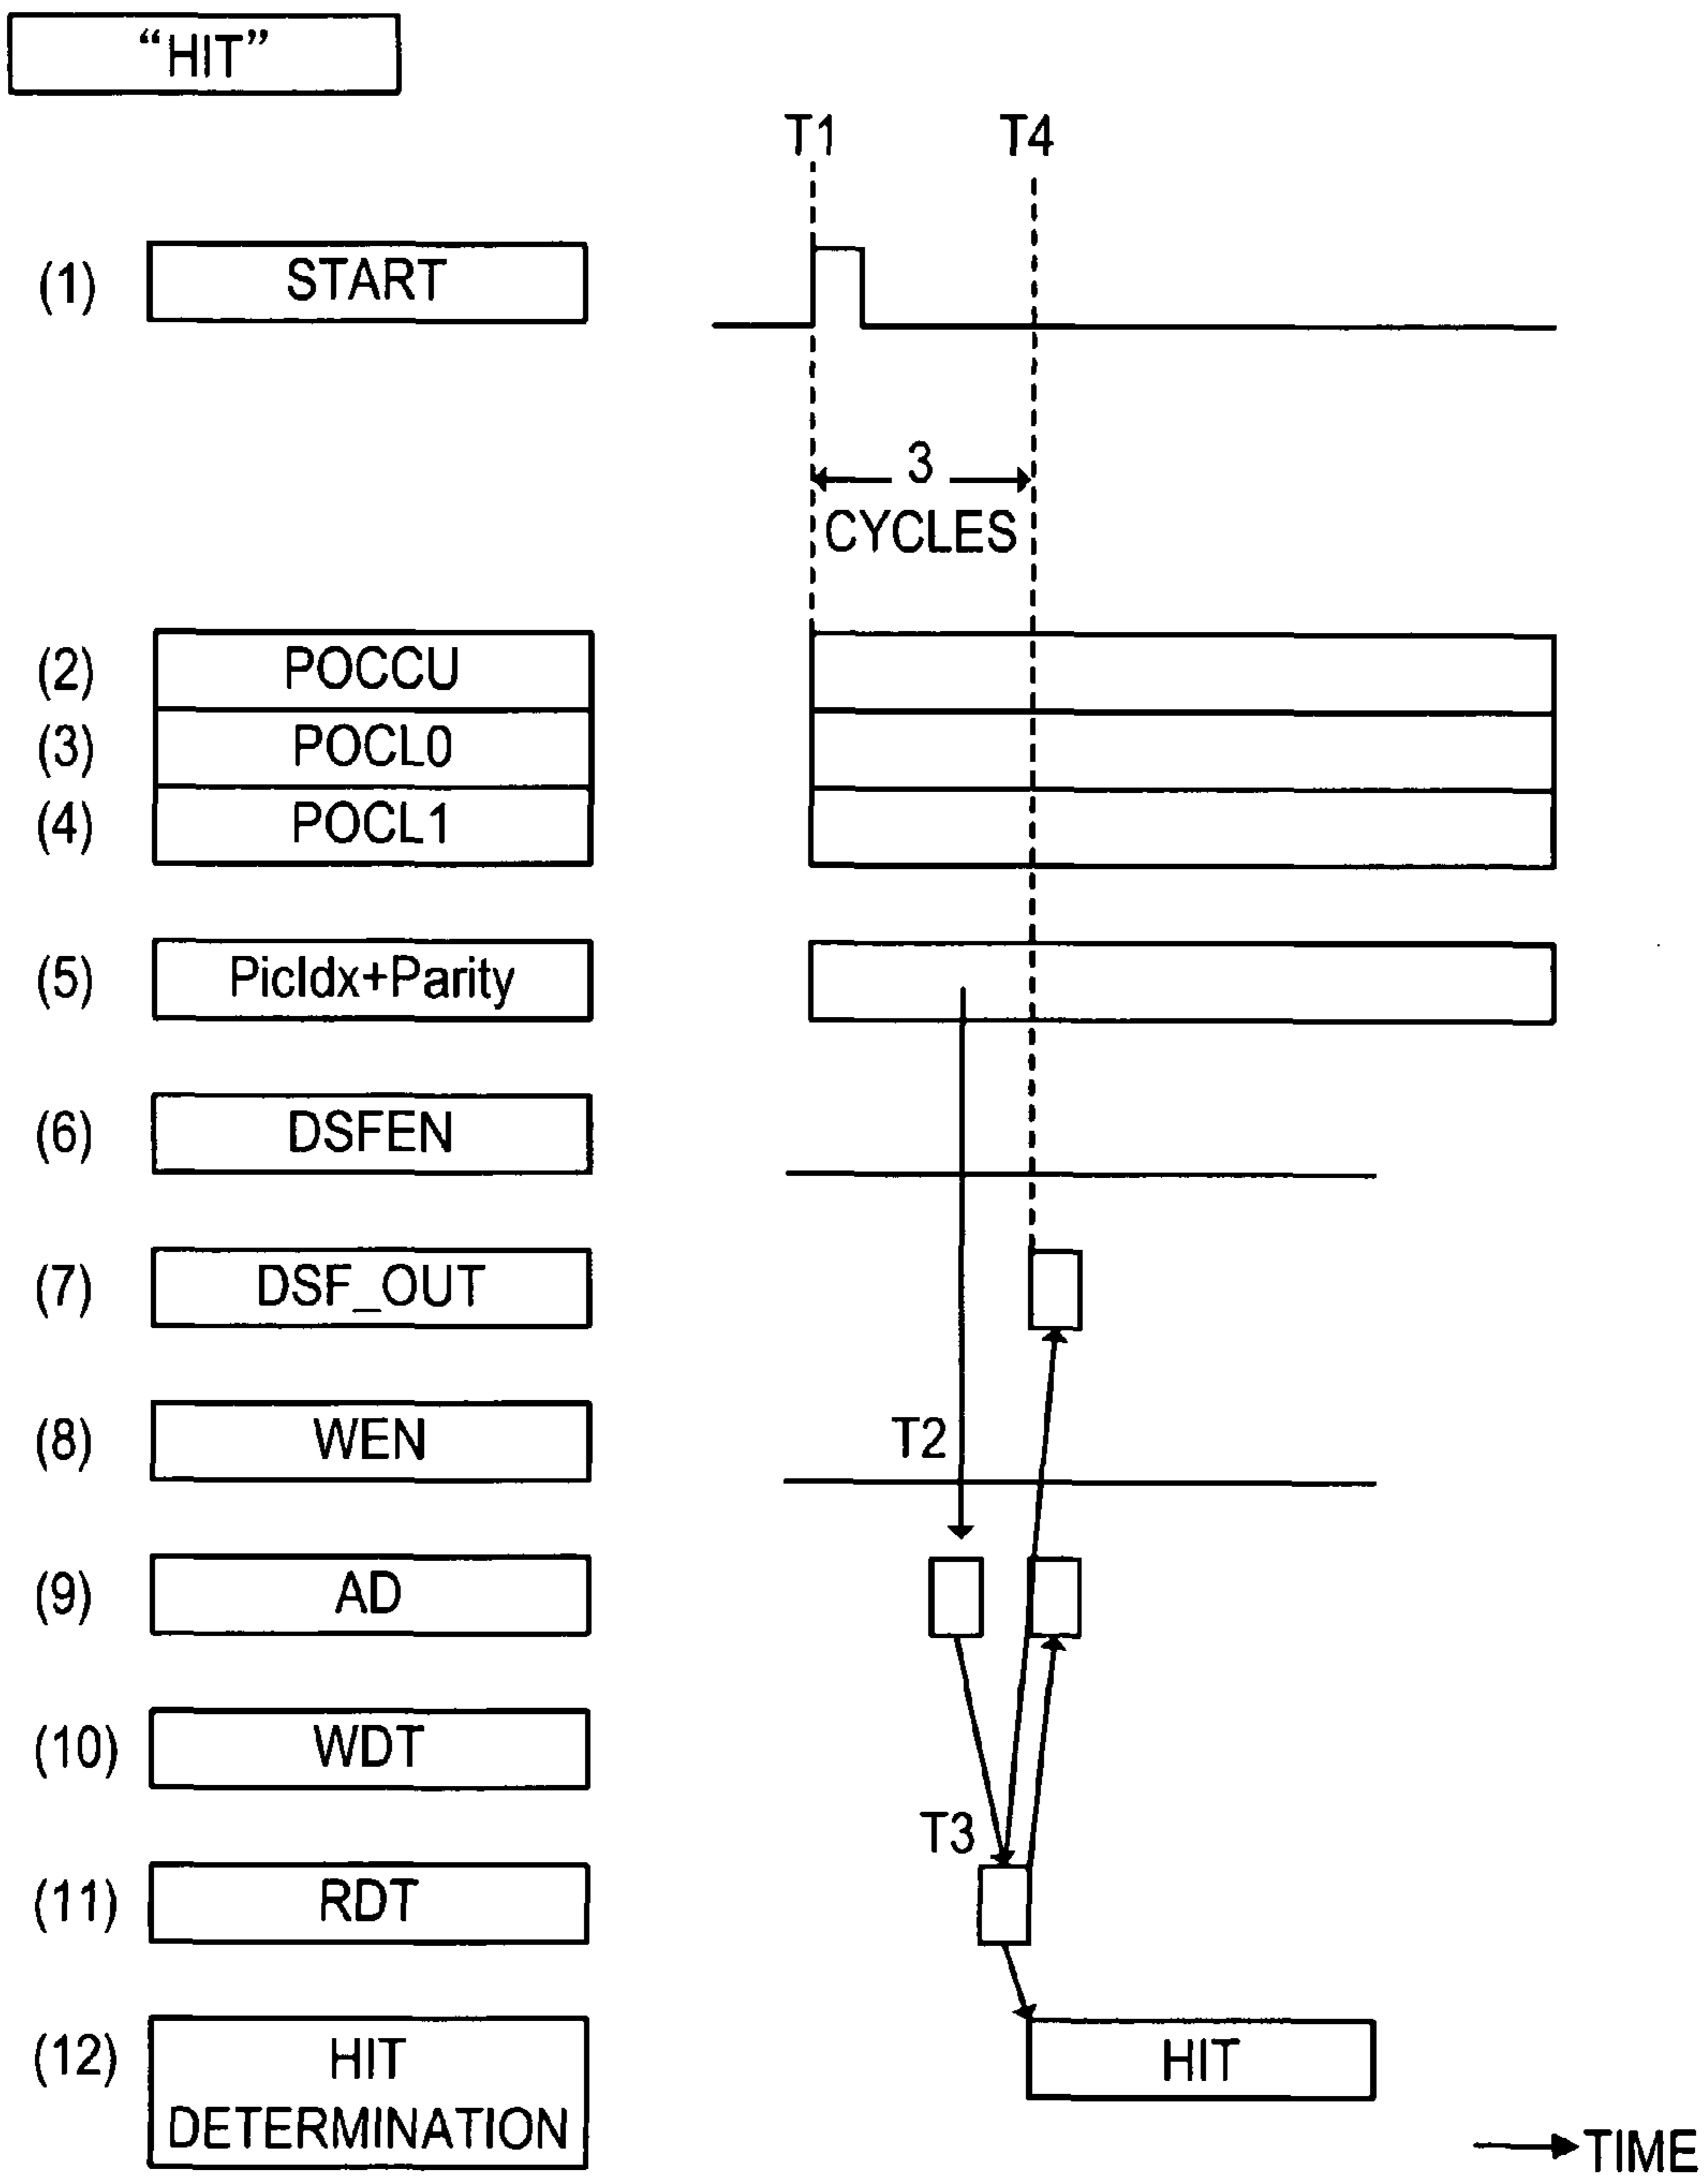 “HIT”
T1 T4
(1) START
3
CYCLES
(2) POCCU
(3) POCL0
(4) POCL1
(5) PicIdx+Parity
(6) DSFEN
(7) DSF_OUT
(8) WEN T2
(9) AD
(10) WDT
T3
(11) RDT
(12) HIT DETERMINATION HIT
TIME